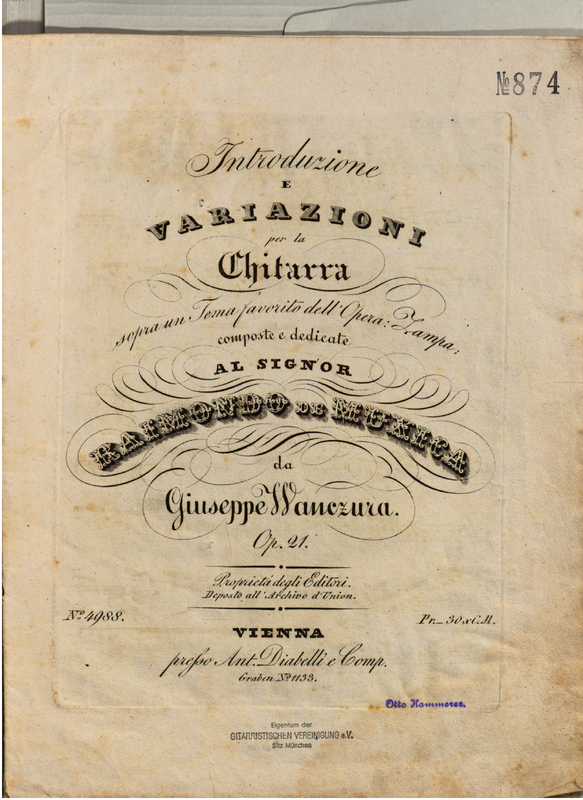 №874
Introduzione
E
VARIAZIONI
per la
Chitarra
sopra un Tema favorito dell'Opera: Zampa;
composte e dedicate
AL SIGNOR
RAIMONDO DE MUXICA
da
Giuseppe Wanczura.
Op. 21.
Proprietà degli Editori.
Deposto all'Archivo d'Union.
Nº 4988.
Pr. 30 x C.M.
VIENNA
presso Ant. Diabelli e Comp.
Graben Nº 1133.
Otto Hammerer.
Eigentum der
GITARRISTISCHEN VEREINIGUNG e.V.
Sitz München